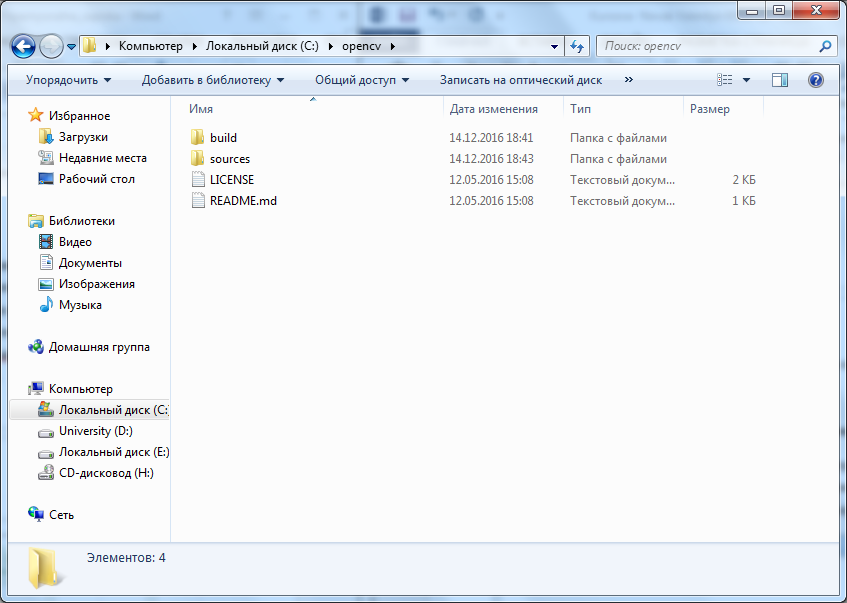 Компьютер Локальный диск (C:) opencv Поиск: opencv
Упорядочить Добавить в библиотеку Общий доступ Записать на оптический диск »
Имя Дата изменения Тип Размер
Избранное
Загрузки
Недавние места
Рабочий стол
Библиотеки
Видео
Документы
Изображения
Музыка
Домашняя группа
Компьютер
Локальный диск (C:
University (D:)
Локальный диск (E:)
CD-дисковод (H:)
Сеть
build 14.12.2016 18:41 Папка с файлами
sources 14.12.2016 18:43 Папка с файлами
LICENSE 12.05.2016 15:08 Текстовый докум... 2 КБ
README.md 12.05.2016 15:08 Текстовый докум... 1 КБ
Элементов: 4